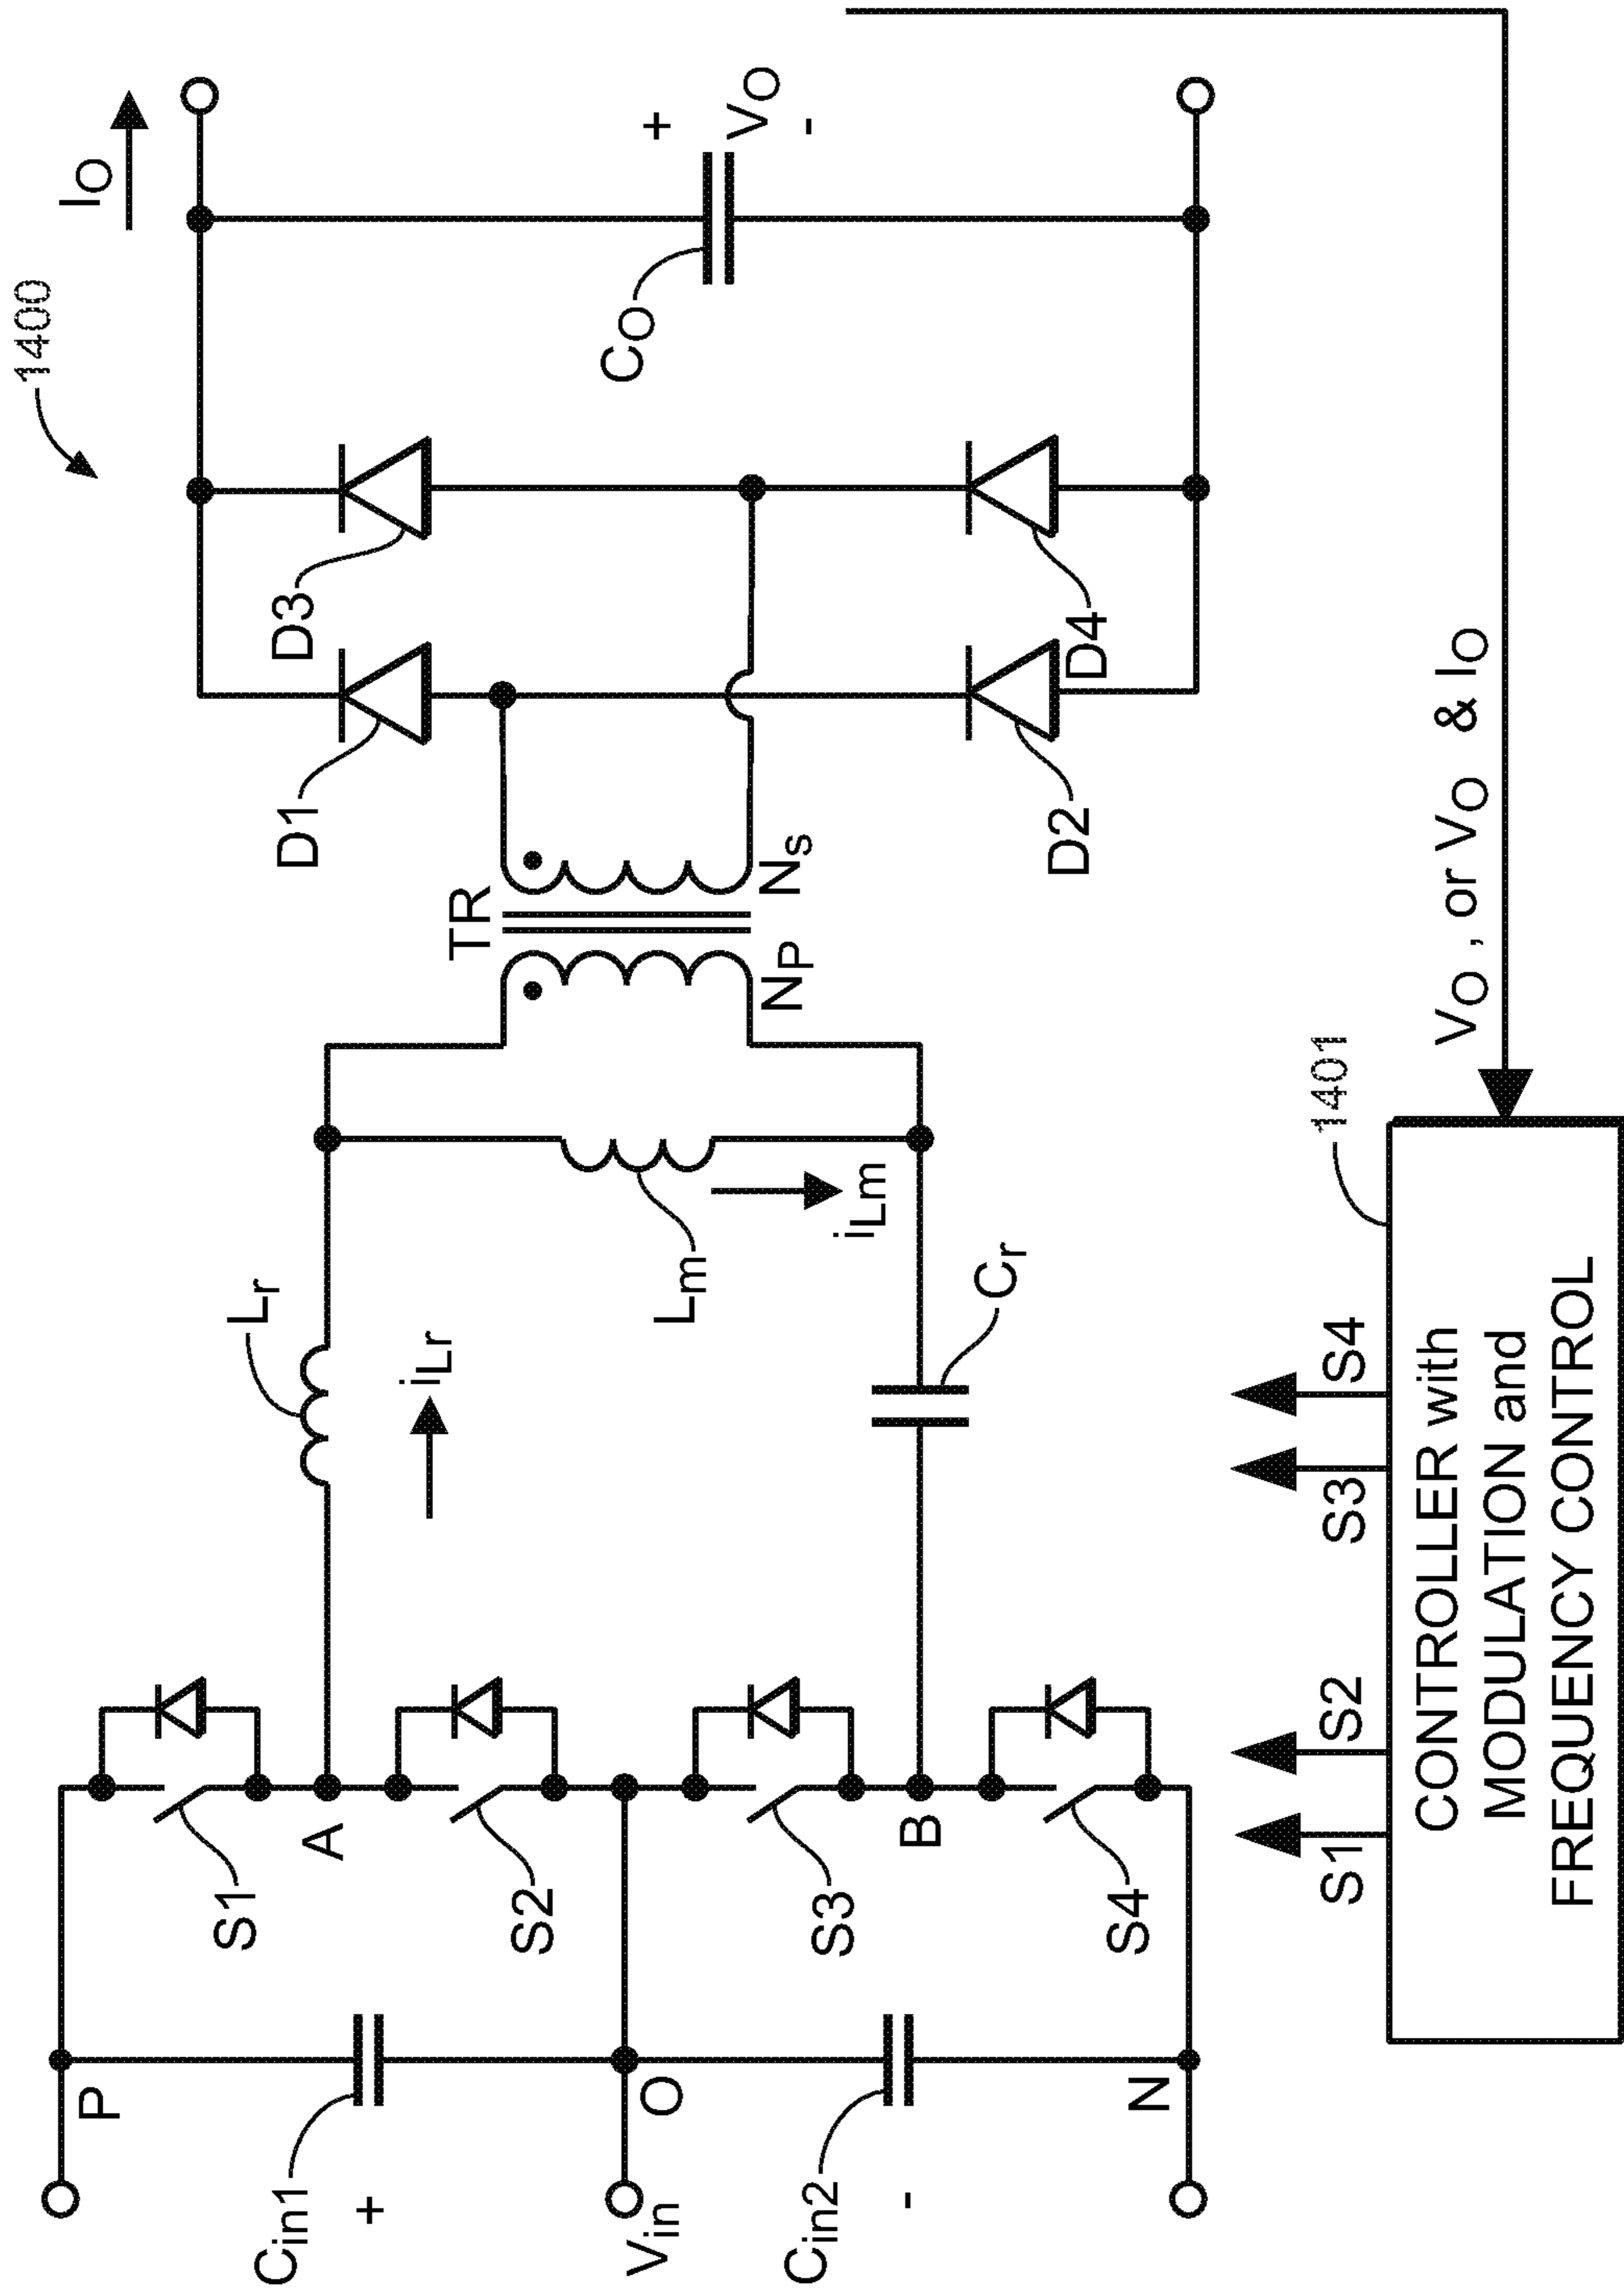 1400
IO
P
Cin1
+
S1
A
S2
O
Vin
Cin2
-
S3
B
S4
N
Lr
iLr
Lm
iLm
Cr
TR
NP
Ns
D1
D3
D2
D4
CO
+
VO
-
S1
S2
S3
S4
1401
CONTROLLER with
MODULATION and
FREQUENCY CONTROL
VO , or VO & IO